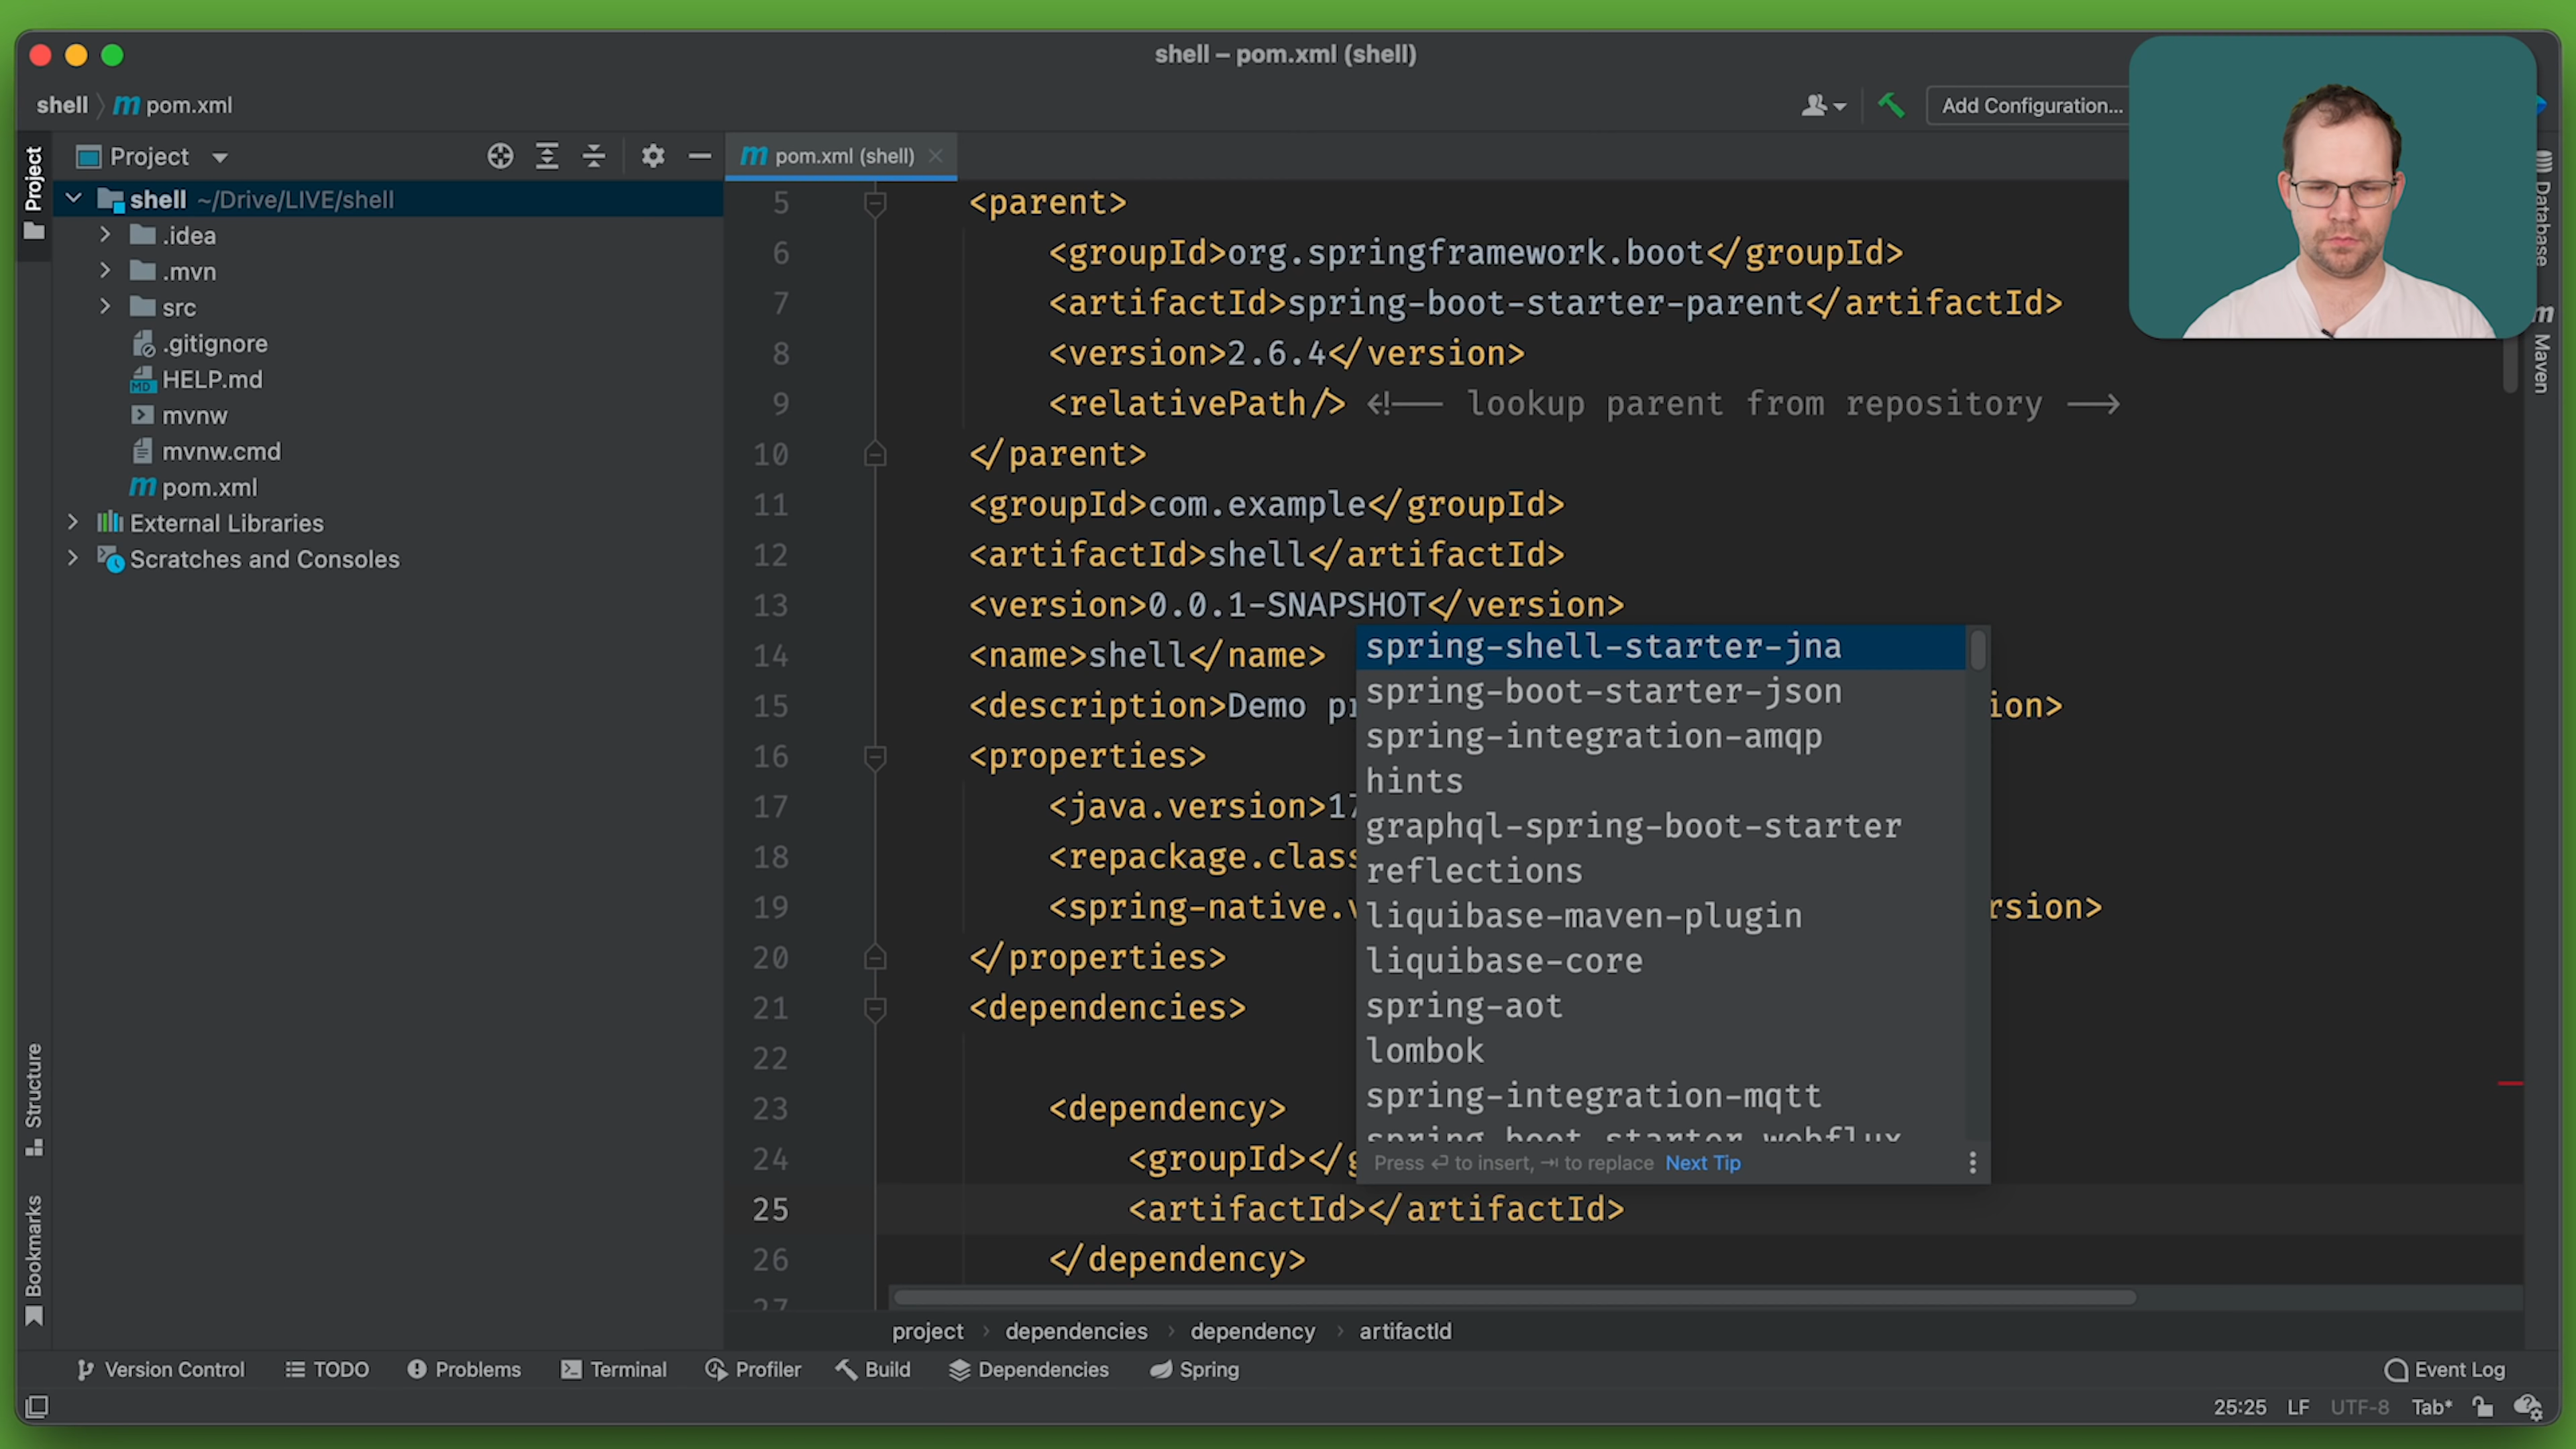 shell – pom.xml (shell)
shell
pom.xml
Add Configuration...
Project
Project
pom.xml (shell)
shell ~/Drive/LIVE/shell
.idea
.mvn
src
.gitignore
HELP.md
mvnw
mvnw.cmd
pom.xml
External Libraries
Scratches and Consoles
Structure
Bookmarks
5 <parent>
6 <groupId>org.springframework.boot</groupId>
7 <artifactId>spring-boot-starter-parent</artifactId>
8 <version>2.6.4</version>
9 <relativePath/> <!-- lookup parent from repository -->
10 </parent>
11 <groupId>com.example</groupId>
12 <artifactId>shell</artifactId>
13 <version>0.0.1-SNAPSHOT</version>
14 <name>shell</name>
15 <description>Demo pr
ion>
16 <properties>
17 <java.version>17
18 <repackage.class
19 <spring-native.v
rsion>
20 </properties>
21 <dependencies>
22
23 <dependency>
24 <groupId></g
25 <artifactId></artifactId>
26 </dependency>
27
spring-shell-starter-jna
spring-boot-starter-json
spring-integration-amqp
hints
graphql-spring-boot-starter
reflections
liquibase-maven-plugin
liquibase-core
spring-aot
lombok
spring-integration-mqtt
spring-boot-starter-webflux
Press ↵ to insert, ⇥ to replace Next Tip
Database
Maven
project › dependencies › dependency › artifactId
Version Control TODO Problems Terminal Profiler Build Dependencies Spring
Event Log
25:25 LF UTF-8 Tab*